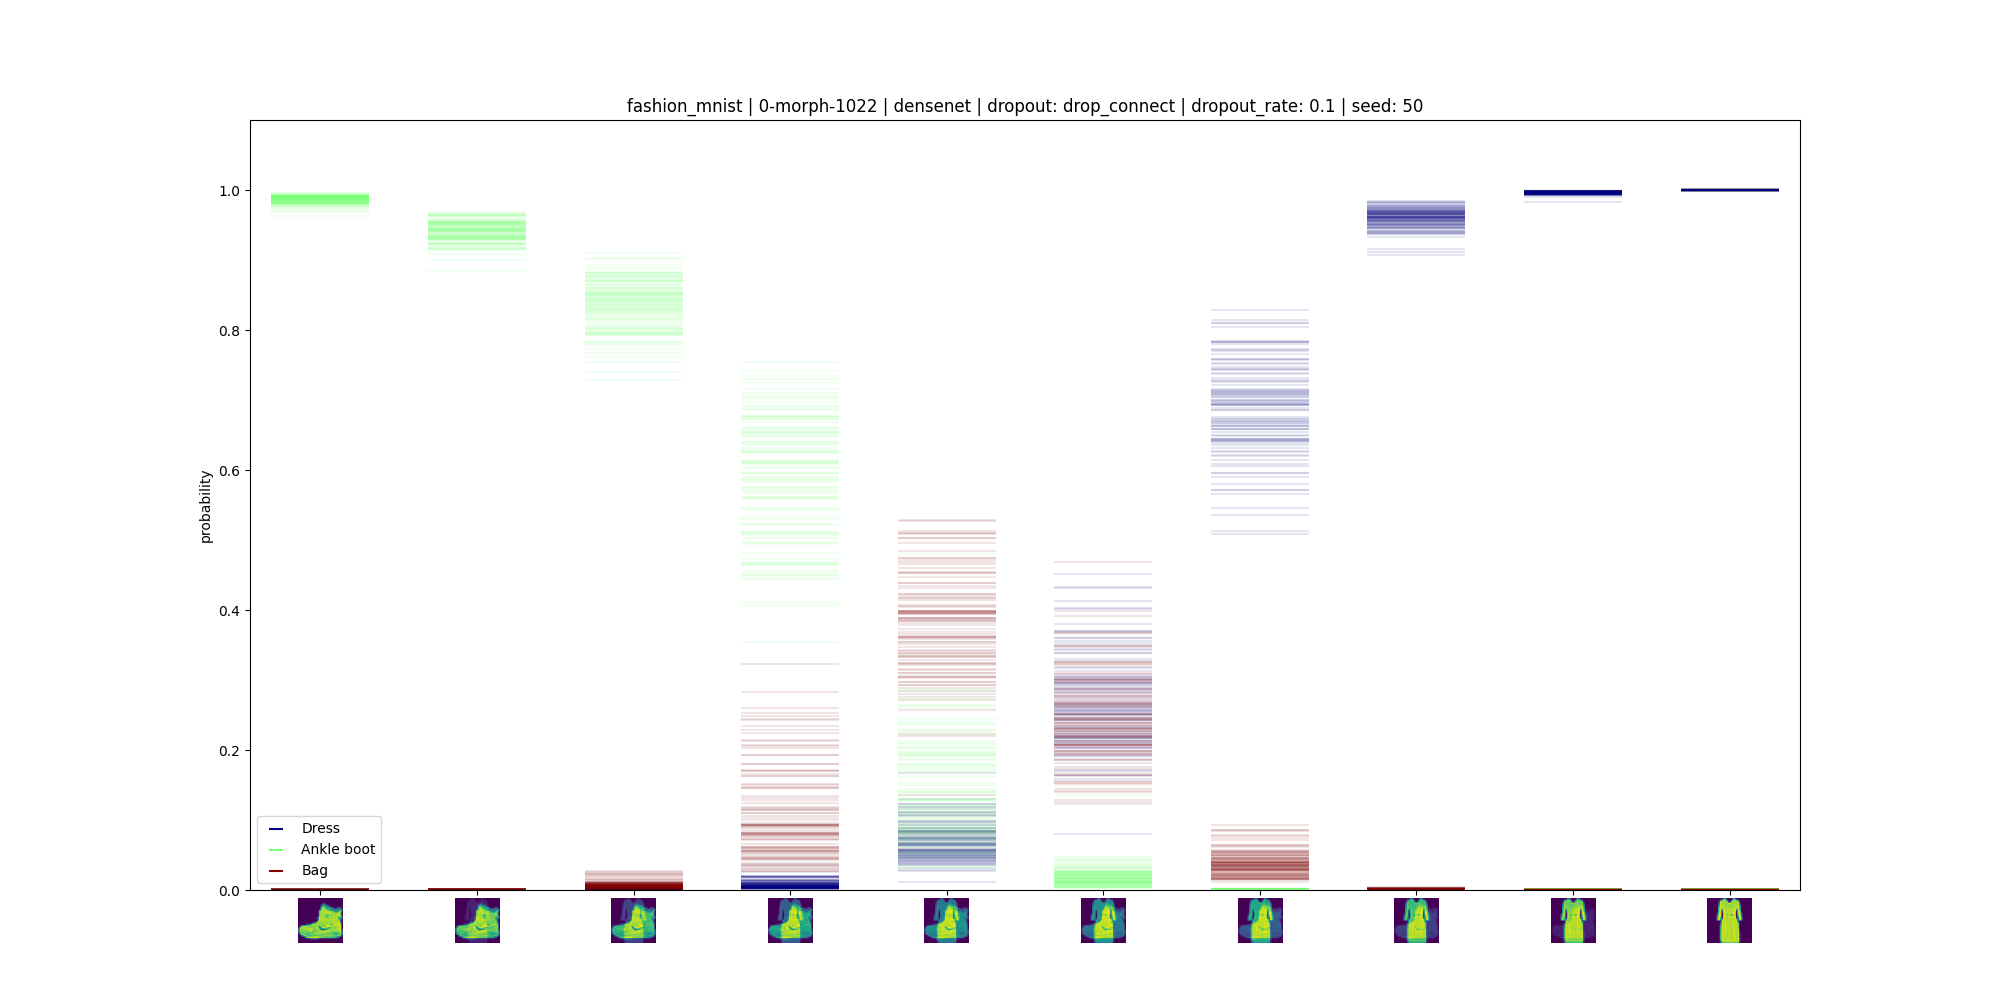 fashion_mnist | 0-morph-1022 | densenet | dropout: drop_connect | dropout_rate: 0.1 | seed: 50
1.0
0.8
0.6
0.4
0.2
0.0
probability
Dress
Ankle boot
Bag